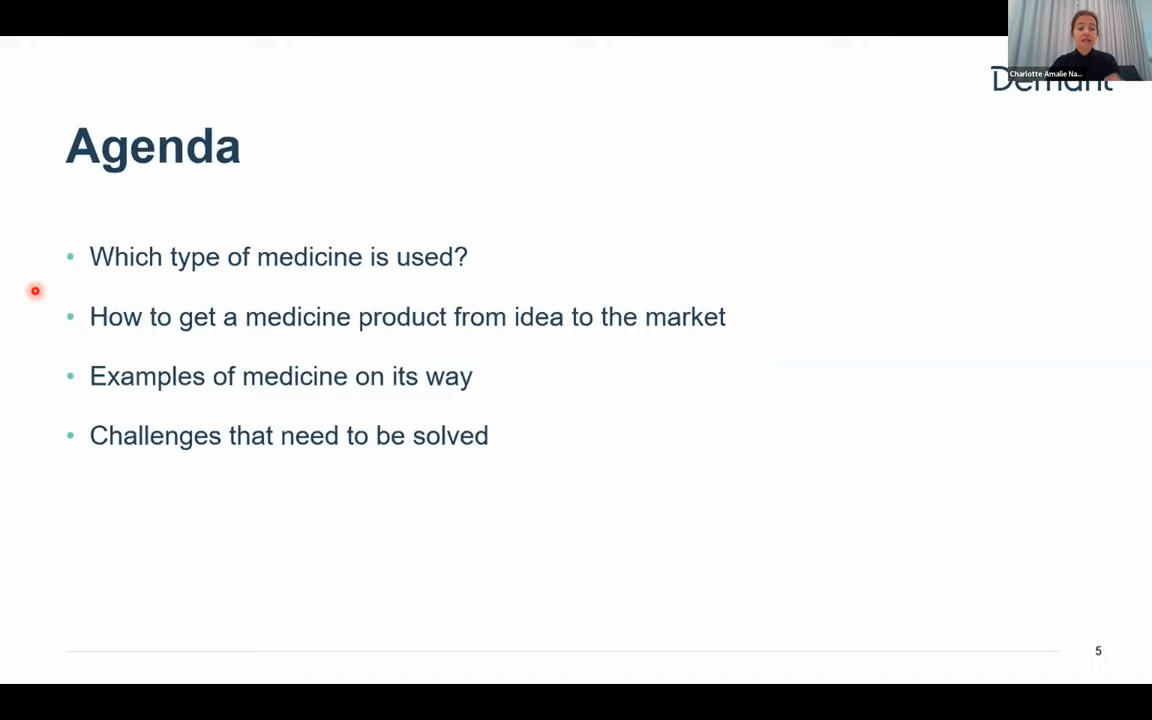 Charlotte Amalie Na...
Demant
Agenda
• Which type of medicine is used?
• How to get a medicine product from idea to the market
• Examples of medicine on its way
• Challenges that need to be solved
5